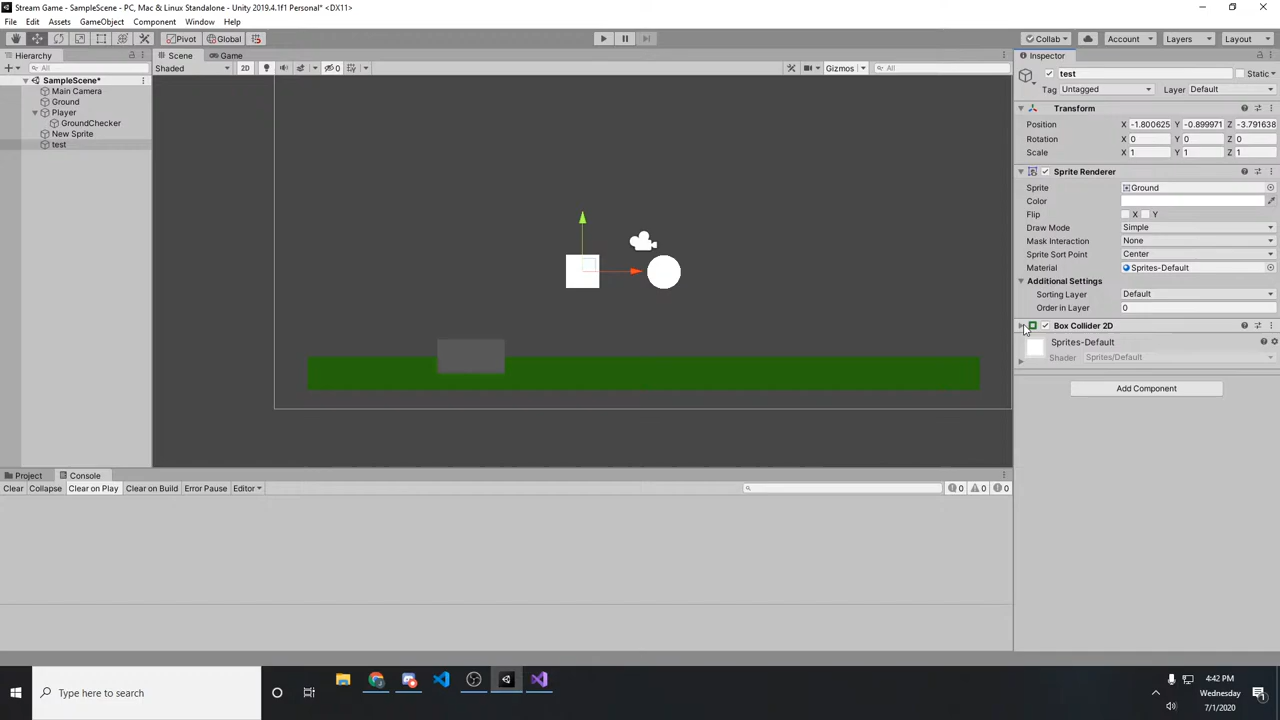 Stream Game - SampleScene - PC, Mac & Linux Standalone - Unity 2019.4.1f1 Personal* <DX11>
File Edit Assets GameObject Component Window Help
Pivot Global Collab Account Layers Layout
Hierarchy Scene Game Inspector
All Shaded 2D 0 Gizmos All test Static
SampleScene*
Main Camera Tag Untagged Layer Default
Ground
Player Transform
GroundChecker Position X -1.800625 Y -0.899971 Z -3.791638
New Sprite Rotation X 0 Y 0 Z 0
test Scale X 1 Y 1 Z 1
Sprite Renderer
Sprite Ground
Color
Flip X Y
Draw Mode Simple
Mask Interaction None
Sprite Sort Point Center
Material Sprites-Default
Additional Settings
Sorting Layer Default
Order in Layer 0
Box Collider 2D
Sprites-Default
Shader Sprites/Default
Add Component
Project Console
Clear Collapse Clear on Play Clear on Build Error Pause Editor 0 0 0
Type here to search
4:42 PM
Wednesday
7/1/2020
1